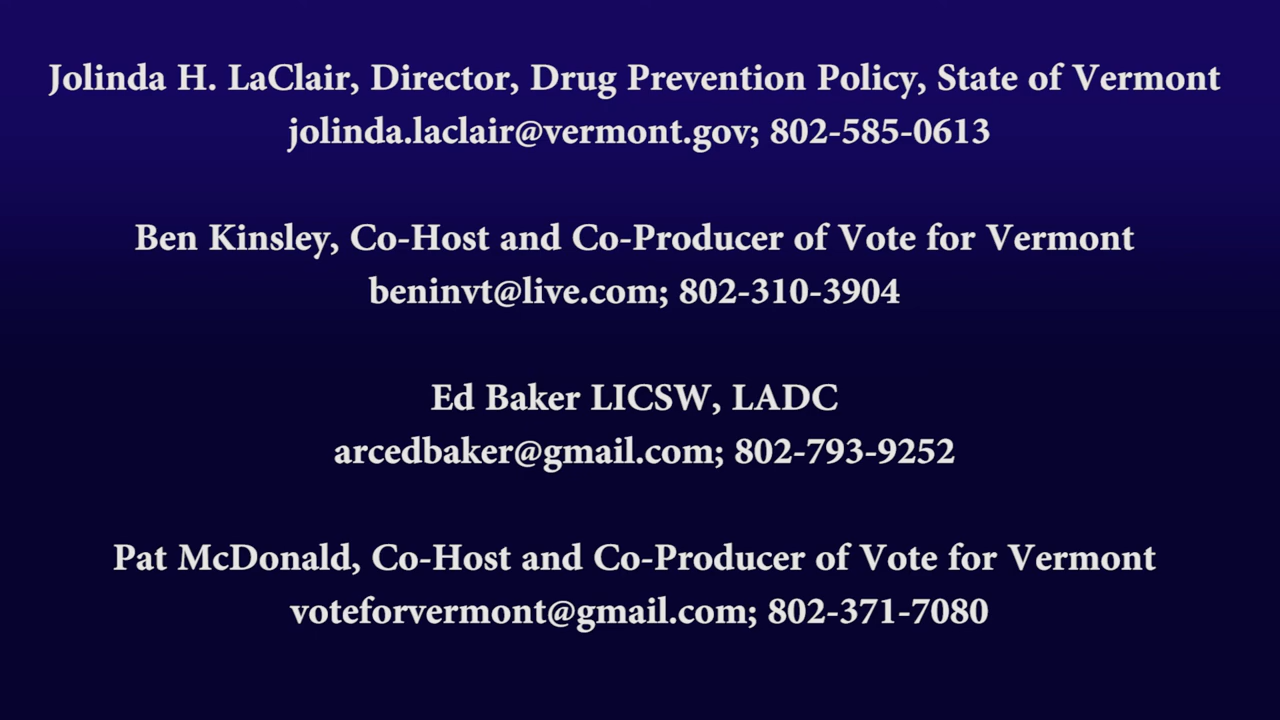 Jolinda H. LaClair, Director, Drug Prevention Policy, State of Vermont
jolinda.laclair@vermont.gov; 802-585-0613
Ben Kinsley, Co-Host and Co-Producer of Vote for Vermont
beninvt@live.com; 802-310-3904
Ed Baker LICSW, LADC
arcedbaker@gmail.com; 802-793-9252
Pat McDonald, Co-Host and Co-Producer of Vote for Vermont
voteforvermont@gmail.com; 802-371-7080